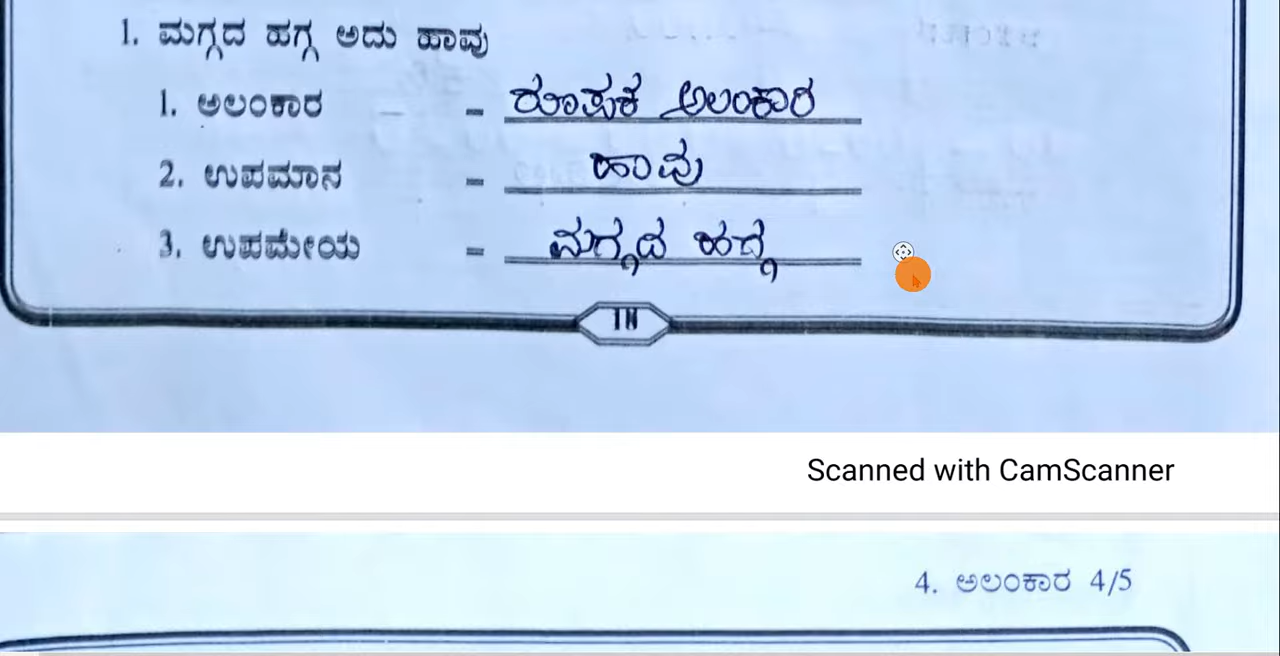 1. ಮಗ್ಗದ ಹಗ್ಗ ಅದು ಹಾವು
1. ಅಲಂಕಾರ - ರೂಪಕ ಅಲಂಕಾರ
2. ಉಪಮಾನ - ಹಾವು
3. ಉಪಮೇಯ - ಮಗ್ಗದ ಹಗ್ಗ
Scanned with CamScanner
4. ಅಲಂಕಾರ 4/5